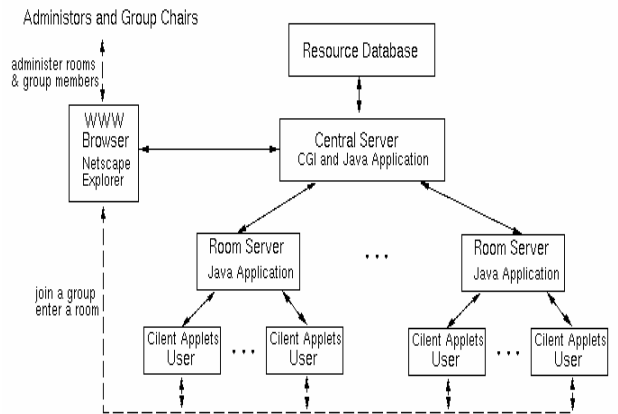 Administors and Group Chairs
administer rooms
& group members
Resource Database
WWW
Browser
Netscape
Explorer
Central Server
CGI and Java Application
Room Server
Java Application
...
Room Server
Java Application
join a group
enter a room
Cilent Applets
User
...
Cilent Applets
User
Cilent Applets
User
...
Cilent Applets
User